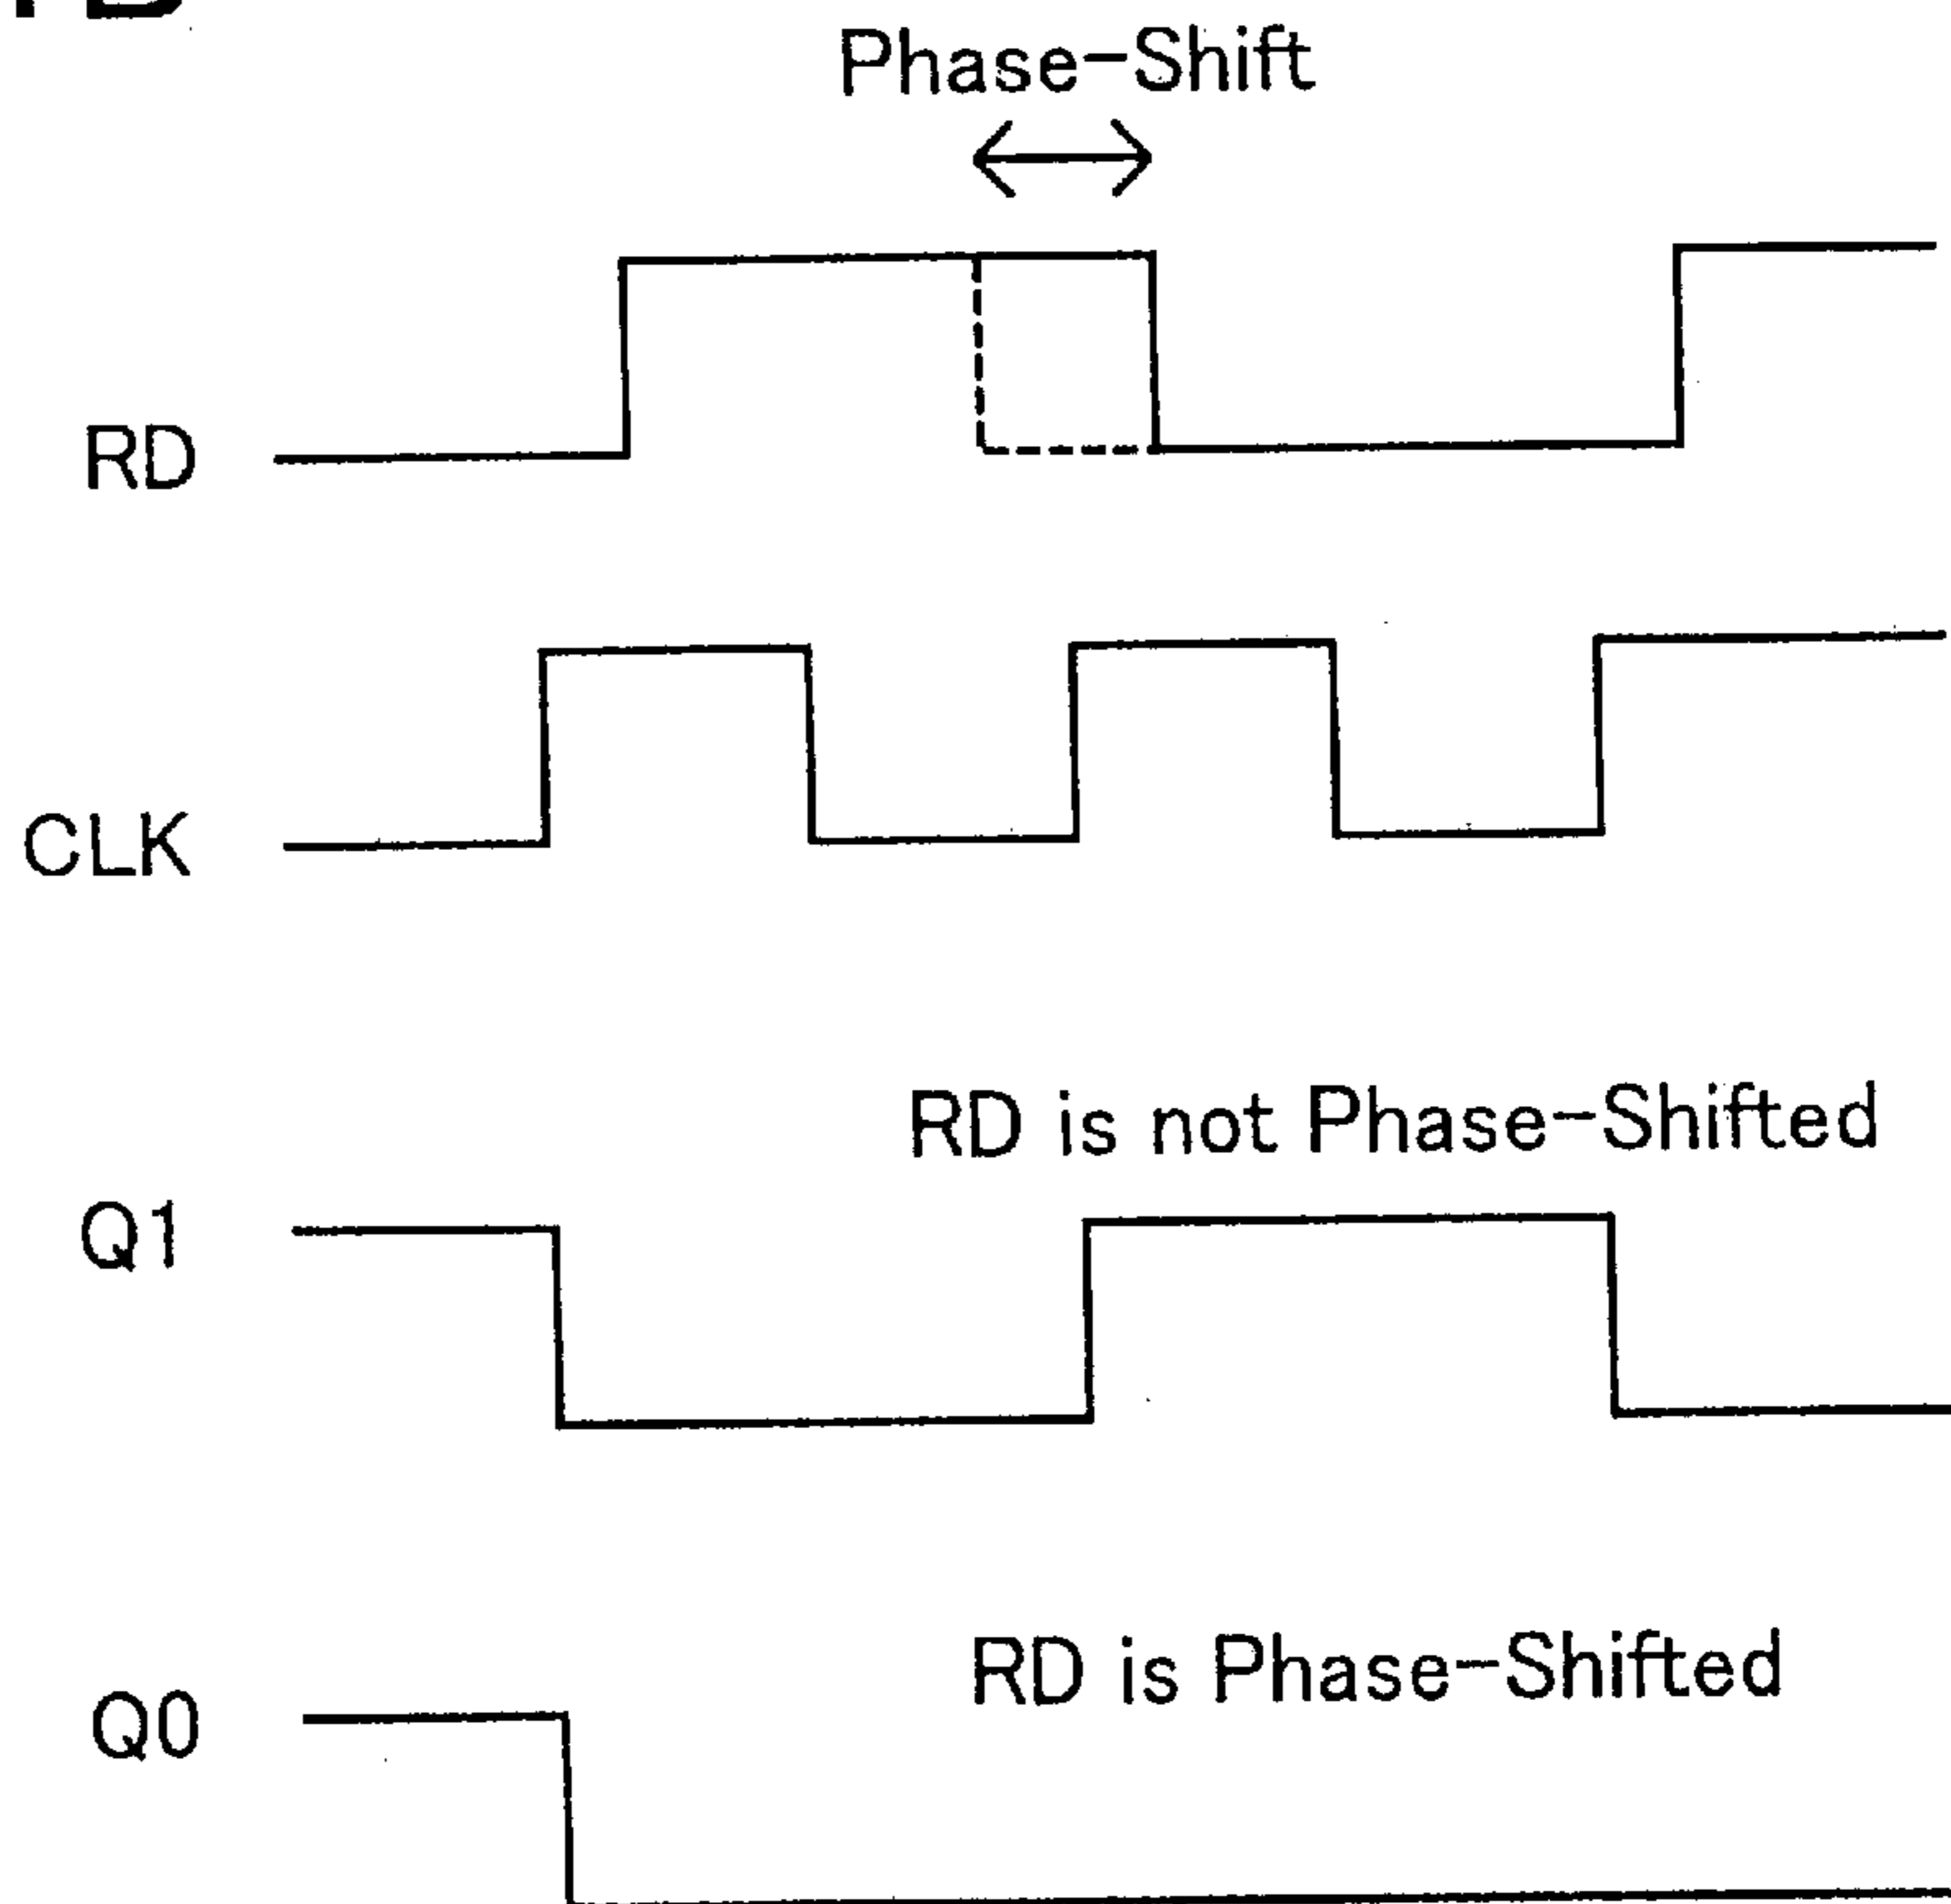 Phase-Shift
RD
CLK
RD is not Phase-Shifted
Q1
RD is Phase-Shifted
Q0